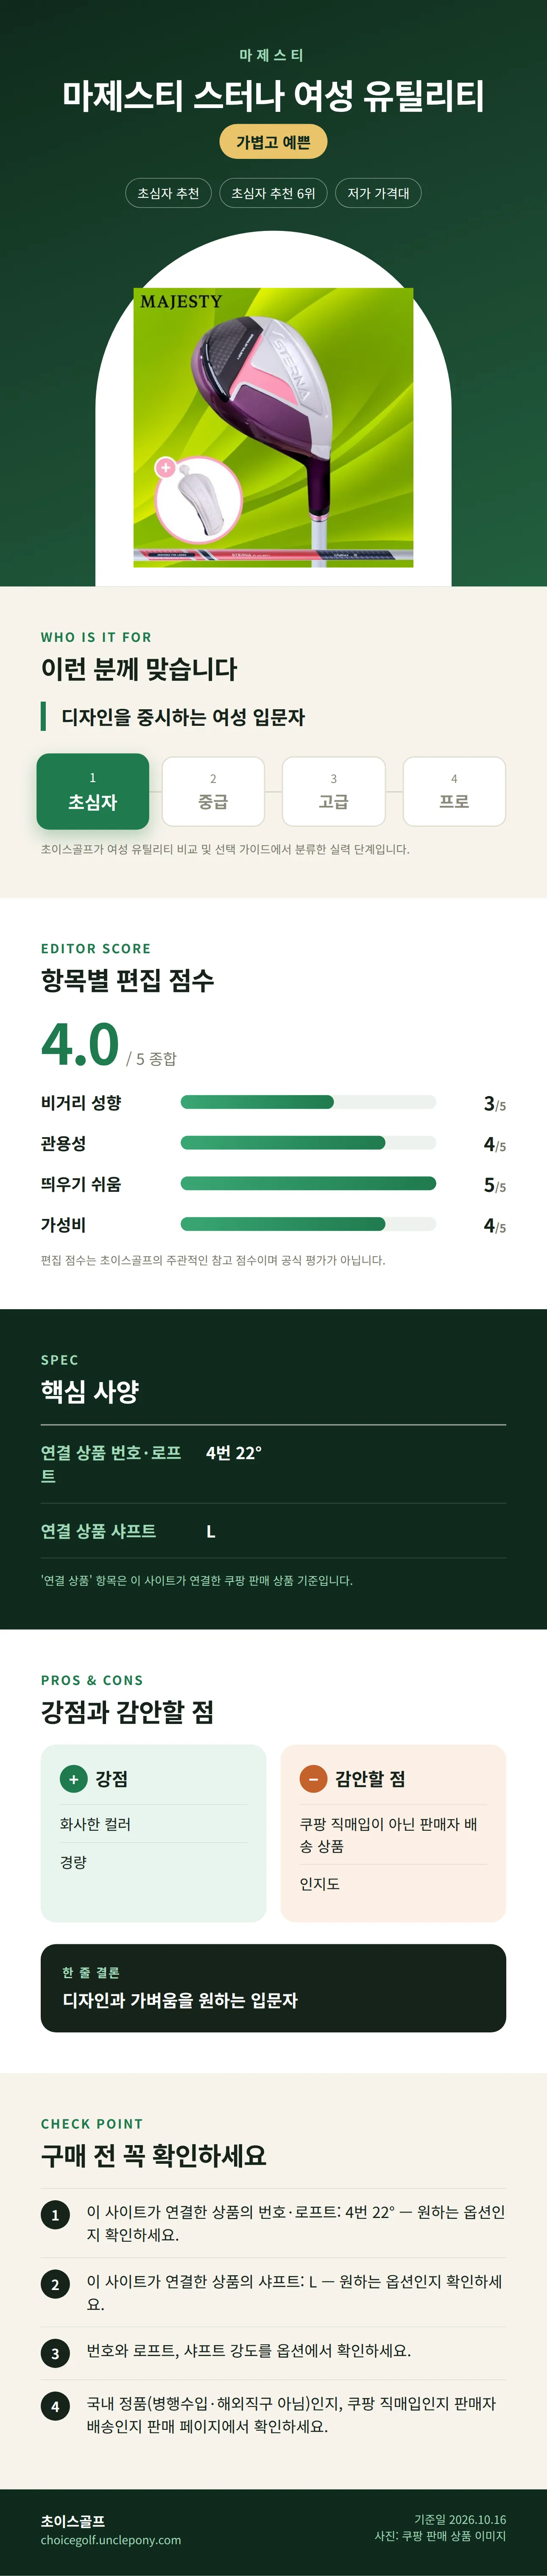 마제스티
마제스티 스터나 여성 유틸리티
가볍고 예쁜
초심자 추천
초심자 추천 6위
저가 가격대
MAJESTY
STERNA
+
WHO IS IT FOR
이런 분께 맞습니다
디자인을 중시하는 여성 입문자
1
초심자
2
중급
3
고급
4
프로
초이스골프가 여성 유틸리티 비교 및 선택 가이드에서 분류한 실력 단계입니다.
EDITOR SCORE
항목별 편집 점수
4.0 / 5 종합
비거리 성향 3/5
관용성 4/5
띄우기 쉬움 5/5
가성비 4/5
편집 점수는 초이스골프의 주관적인 참고 점수이며 공식 평가가 아닙니다.
SPEC
핵심 사양
연결 상품 번호·로프 4번 22°
트
연결 상품 샤프트 L
'연결 상품' 항목은 이 사이트가 연결한 쿠팡 판매 상품 기준입니다.
PROS & CONS
강점과 감안할 점
+ 강점
화사한 컬러
경량
− 감안할 점
쿠팡 직매입이 아닌 판매자 배
송 상품
인지도
한 줄 결론
디자인과 가벼움을 원하는 입문자
CHECK POINT
구매 전 꼭 확인하세요
1 이 사이트가 연결한 상품의 번호·로프트: 4번 22° — 원하는 옵션인
지 확인하세요.
2 이 사이트가 연결한 상품의 샤프트: L — 원하는 옵션인지 확인하세
요.
3 번호와 로프트, 샤프트 강도를 옵션에서 확인하세요.
4 국내 정품(병행수입·해외직구 아님)인지, 쿠팡 직매입인지 판매자
배송인지 판매 페이지에서 확인하세요.
초이스골프
choicegolf.unclepony.com
기준일 2026.10.16
사진: 쿠팡 판매 상품 이미지